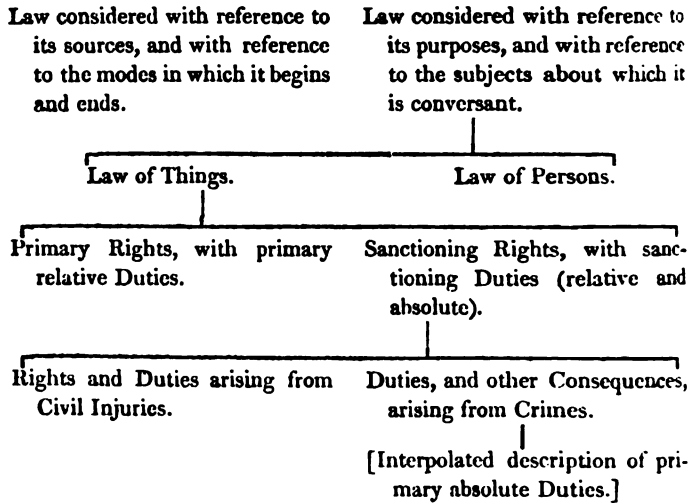 Law considered with reference to
its sources, and with reference
to the modes in which it begins
and ends.
Law considered with reference to
its purposes, and with reference
to the subjects about which it
is conversant.
Law of Things.
Law of Persons.
Primary Rights, with primary
relative Duties.
Sanctioning Rights, with sanc-
tioning Duties (relative and
absolute).
Rights and Duties arising from
Civil Injuries.
Duties, and other Consequences,
arising from Crimes.
[Interpolated description of pri-
mary absolute Duties.]